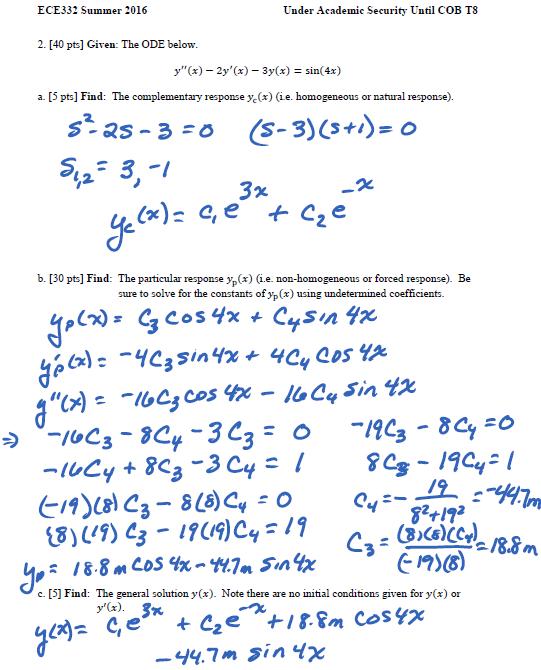 ECE332 Summer 2016 Under Academic Security Until COB T8
2. [40 pts] Given: The ODE below.
y''(x) − 2y'(x) − 3y(x) = sin(4x)
a. [5 pts] Find: The complementary response y_c(x) (i.e. homogeneous or natural response).
s² - 2s - 3 = 0 (s-3)(s+1) = 0
s₁,₂ = 3, -1
y_c(x) = c₁e^{3x} + c₂e^{-x}
b. [30 pts] Find: The particular response y_p(x) (i.e. non-homogeneous or forced response). Be
sure to solve for the constants of y_p(x) using undetermined coefficients.
y_p(x) = C₃ cos 4x + C₄ sin 4x
y_p'(x) = -4C₃ sin 4x + 4C₄ cos 4x
y''(x) = -16C₃ cos 4x - 16C₄ sin 4x
⇒ -16C₃ - 8C₄ - 3C₃ = 0 -19C₃ - 8C₄ = 0
-16C₄ + 8C₃ - 3C₄ = 1 8C₃ - 19C₄ = 1
(-19)(8)C₃ - 8(8)C₄ = 0 C₄ = - 19/(8²+19²) = -44.7m
(8)(19)C₃ - 19(19)C₄ = 19 C₃ = (8)(8)(C₄)/((-19)(8)) = 18.8m
y_p = 18.8m cos 4x - 44.7m sin 4x
c. [5] Find: The general solution y(x). Note there are no initial conditions given for y(x) or
y'(x).
y(x) = c₁e^{3x} + c₂e^{-x} + 18.8m cos 4x
- 44.7m sin 4x